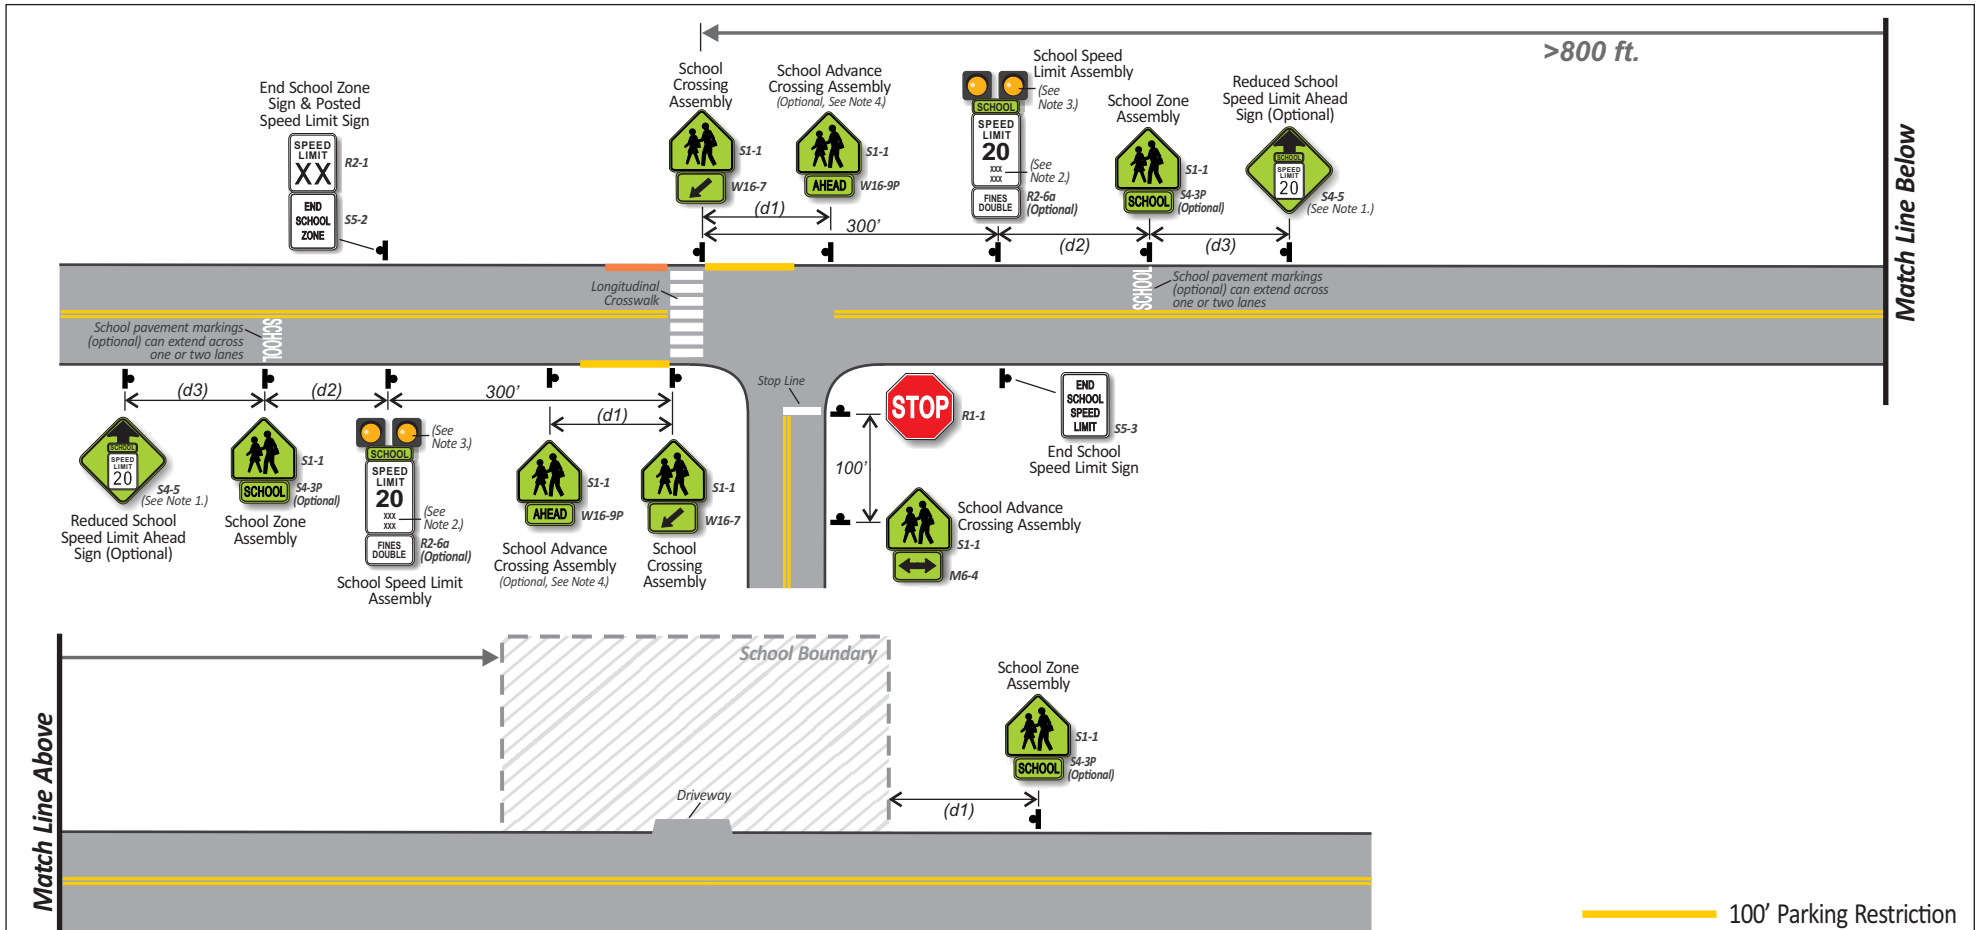 >800 ft.
Match Line Below
End School Zone
Sign & Posted
Speed Limit Sign
SPEED
LIMIT
XX
R2-1
END
SCHOOL
ZONE
S5-2
School
Crossing
Assembly
S1-1
W16-7
School Advance
Crossing Assembly
(Optional, See Note 4.)
S1-1
AHEAD
W16-9P
(d1)
300'
School Speed
Limit Assembly
(See
Note 3.)
SCHOOL
SPEED
LIMIT
20
xxx
xxx
(See
Note 2.)
FINES
DOUBLE
R2-6a
(Optional)
School Zone
Assembly
S1-1
SCHOOL
S4-3P
(Optional)
(d2)
Reduced School
Speed Limit Ahead
Sign (Optional)
SCHOOL
SPEED
LIMIT
20
S4-5
(See Note 1.)
(d3)
Longitudinal
Crosswalk
SCHOOL
School pavement markings
(optional) can extend across
one or two lanes
School pavement markings
(optional) can extend across
one or two lanes
SCHOOL
(d3)
(d2)
300'
(d1)
SCHOOL
SPEED
LIMIT
20
S4-5
(See Note 1.)
Reduced School
Speed Limit Ahead
Sign (Optional)
S1-1
SCHOOL
S4-3P
(Optional)
School Zone
Assembly
(See
Note 3.)
SCHOOL
SPEED
LIMIT
20
xxx
xxx
(See
Note 2.)
FINES
DOUBLE
R2-6a
(Optional)
School Speed Limit
Assembly
S1-1
AHEAD
W16-9P
School Advance
Crossing Assembly
(Optional, See Note 4.)
S1-1
W16-7
School
Crossing
Assembly
Stop Line
100'
STOP
R1-1
School Advance
Crossing Assembly
S1-1
M6-4
END
SCHOOL
SPEED
LIMIT
S5-3
End School
Speed Limit Sign
Match Line Above
School Boundary
Driveway
(d1)
School Zone
Assembly
S1-1
SCHOOL
S4-3P
(Optional)
100' Parking Restriction